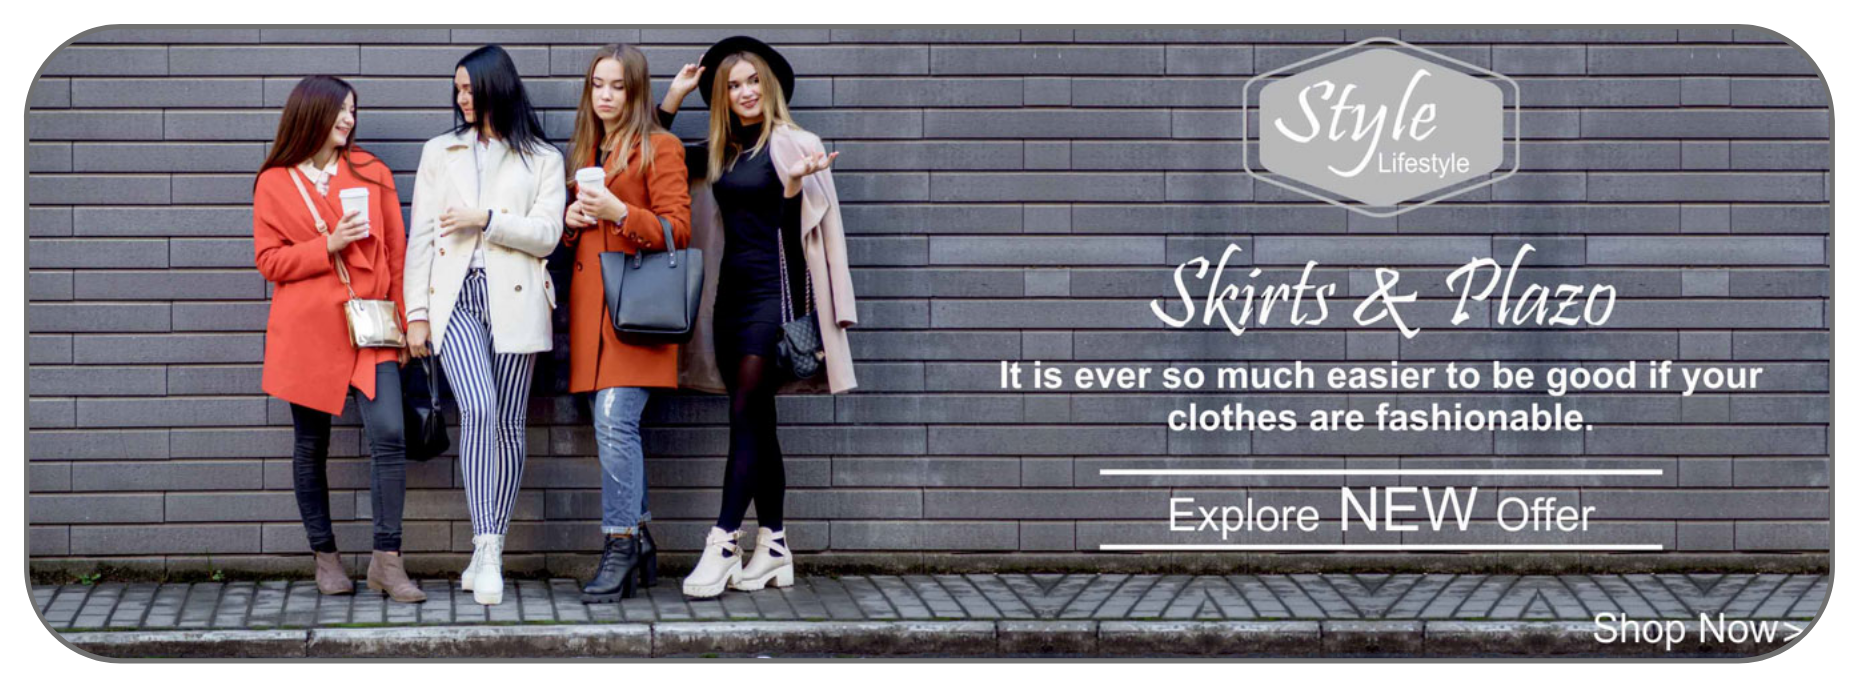 Style
Lifestyle
Skirts & Plazo
It is ever so much easier to be good if your
clothes are fashionable.
Explore NEW Offer
Shop Now>